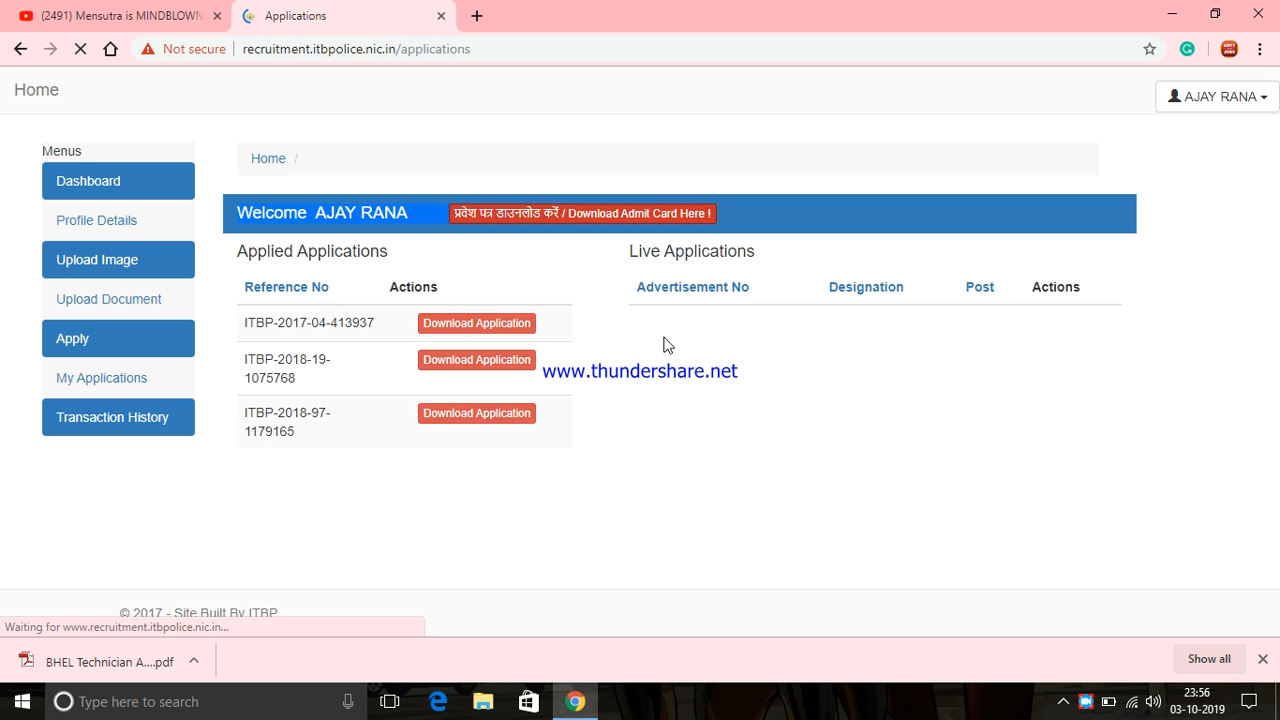 (2491) Mensutra is MINDBLOWN
Applications
Not secure
recruitment.itbpolice.nic.in/applications
Home
AJAY RANA
Menus
Dashboard
Profile Details
Upload Image
Upload Document
Apply
My Applications
Transaction History
Home /
Welcome AJAY RANA
प्रवेश पत्र डाउनलोड करें / Download Admit Card Here !
Applied Applications
Reference No Actions
ITBP-2017-04-413937 Download Application
ITBP-2018-19-
1075768
Download Application
ITBP-2018-97-
1179165
Download Application
Live Applications
Advertisement No Designation Post Actions
www.thundershare.net
© 2017 - Site Built By ITBP
Waiting for www.recruitment.itbpolice.nic.in...
BHEL Technician A....pdf
Show all
Type here to search
23:56
03-10-2019